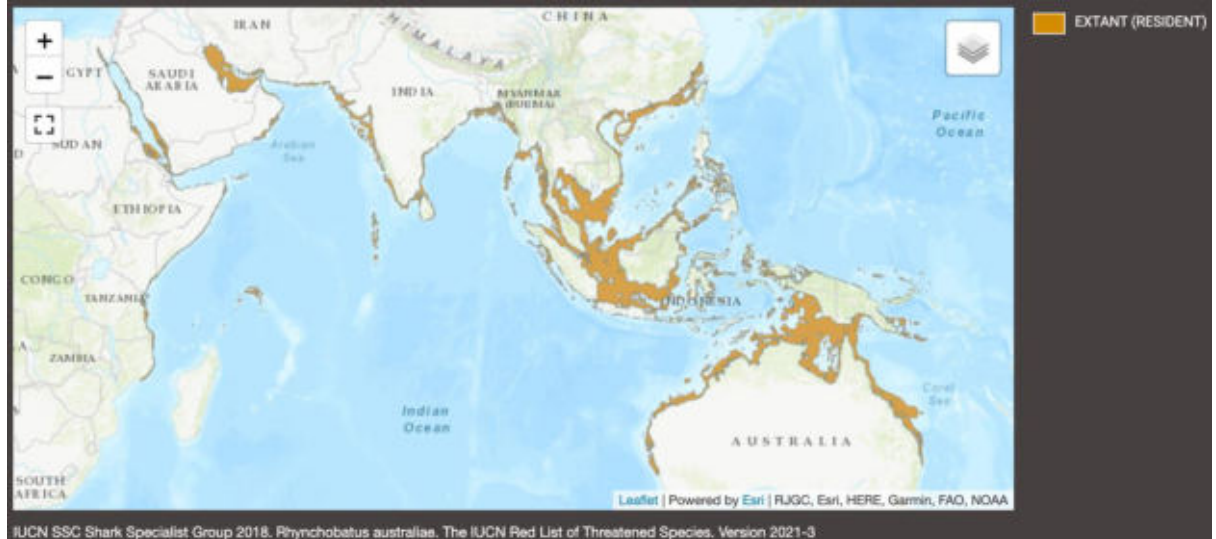 CHINA
IRAN
HIMALAYA
EGYPT
SAUDI
ARABIA
INDIA
MYANMAR
(BURMA)
Pacific
Ocean
SUDAN
Arabian
Sea
ETHIOPIA
CONGO
TANZANIA
INDONESIA
ZAMBIA
Coral
Sea
Indian
Ocean
AUSTRALIA
SOUTH
AFRICA
+
−
EXTANT (RESIDENT)
Leaflet | Powered by Esri | RJGC, Esri, HERE, Garmin, FAO, NOAA
IUCN SSC Shark Specialist Group 2018. Rhynchobatus australiae. The IUCN Red List of Threatened Species. Version 2021-3